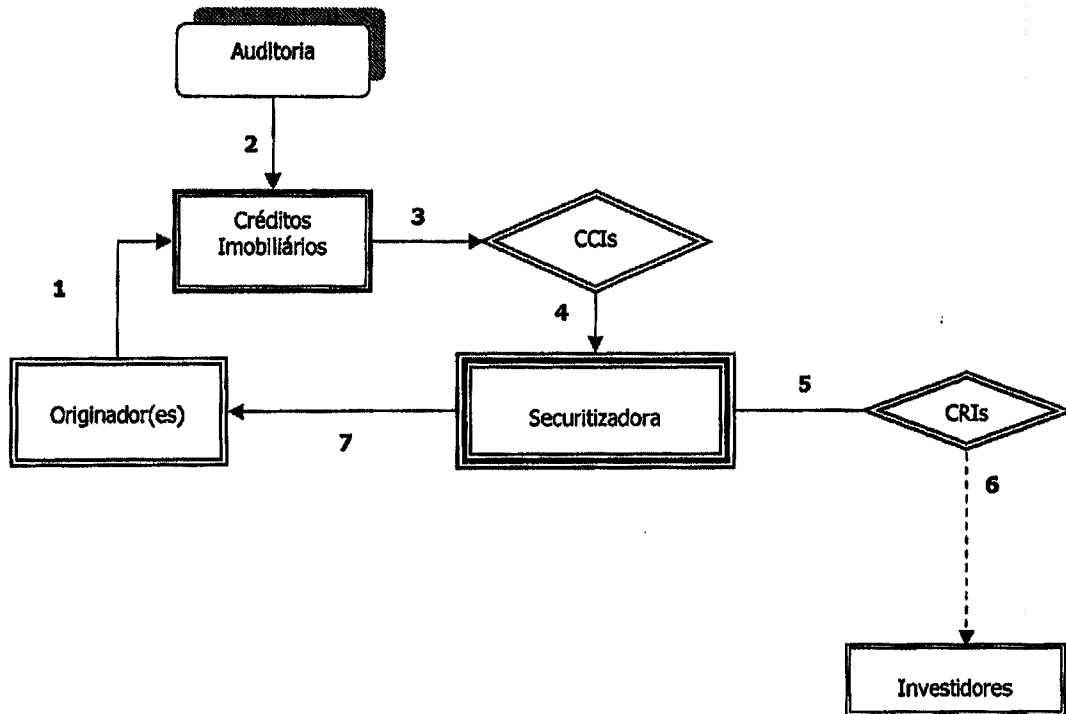 Auditoria
2
Créditos
Imobiliários
3
CCIs
1
4
Originador(es)
7
Securitizadora
5
CRIs
6
Investidores